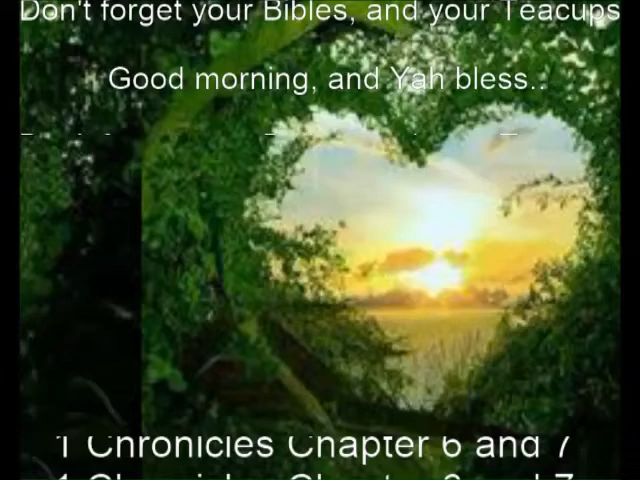 Don't forget your Bibles, and your Teacups
Good morning, and Yah bless..
1 Chronicles Chapter 6 and 7